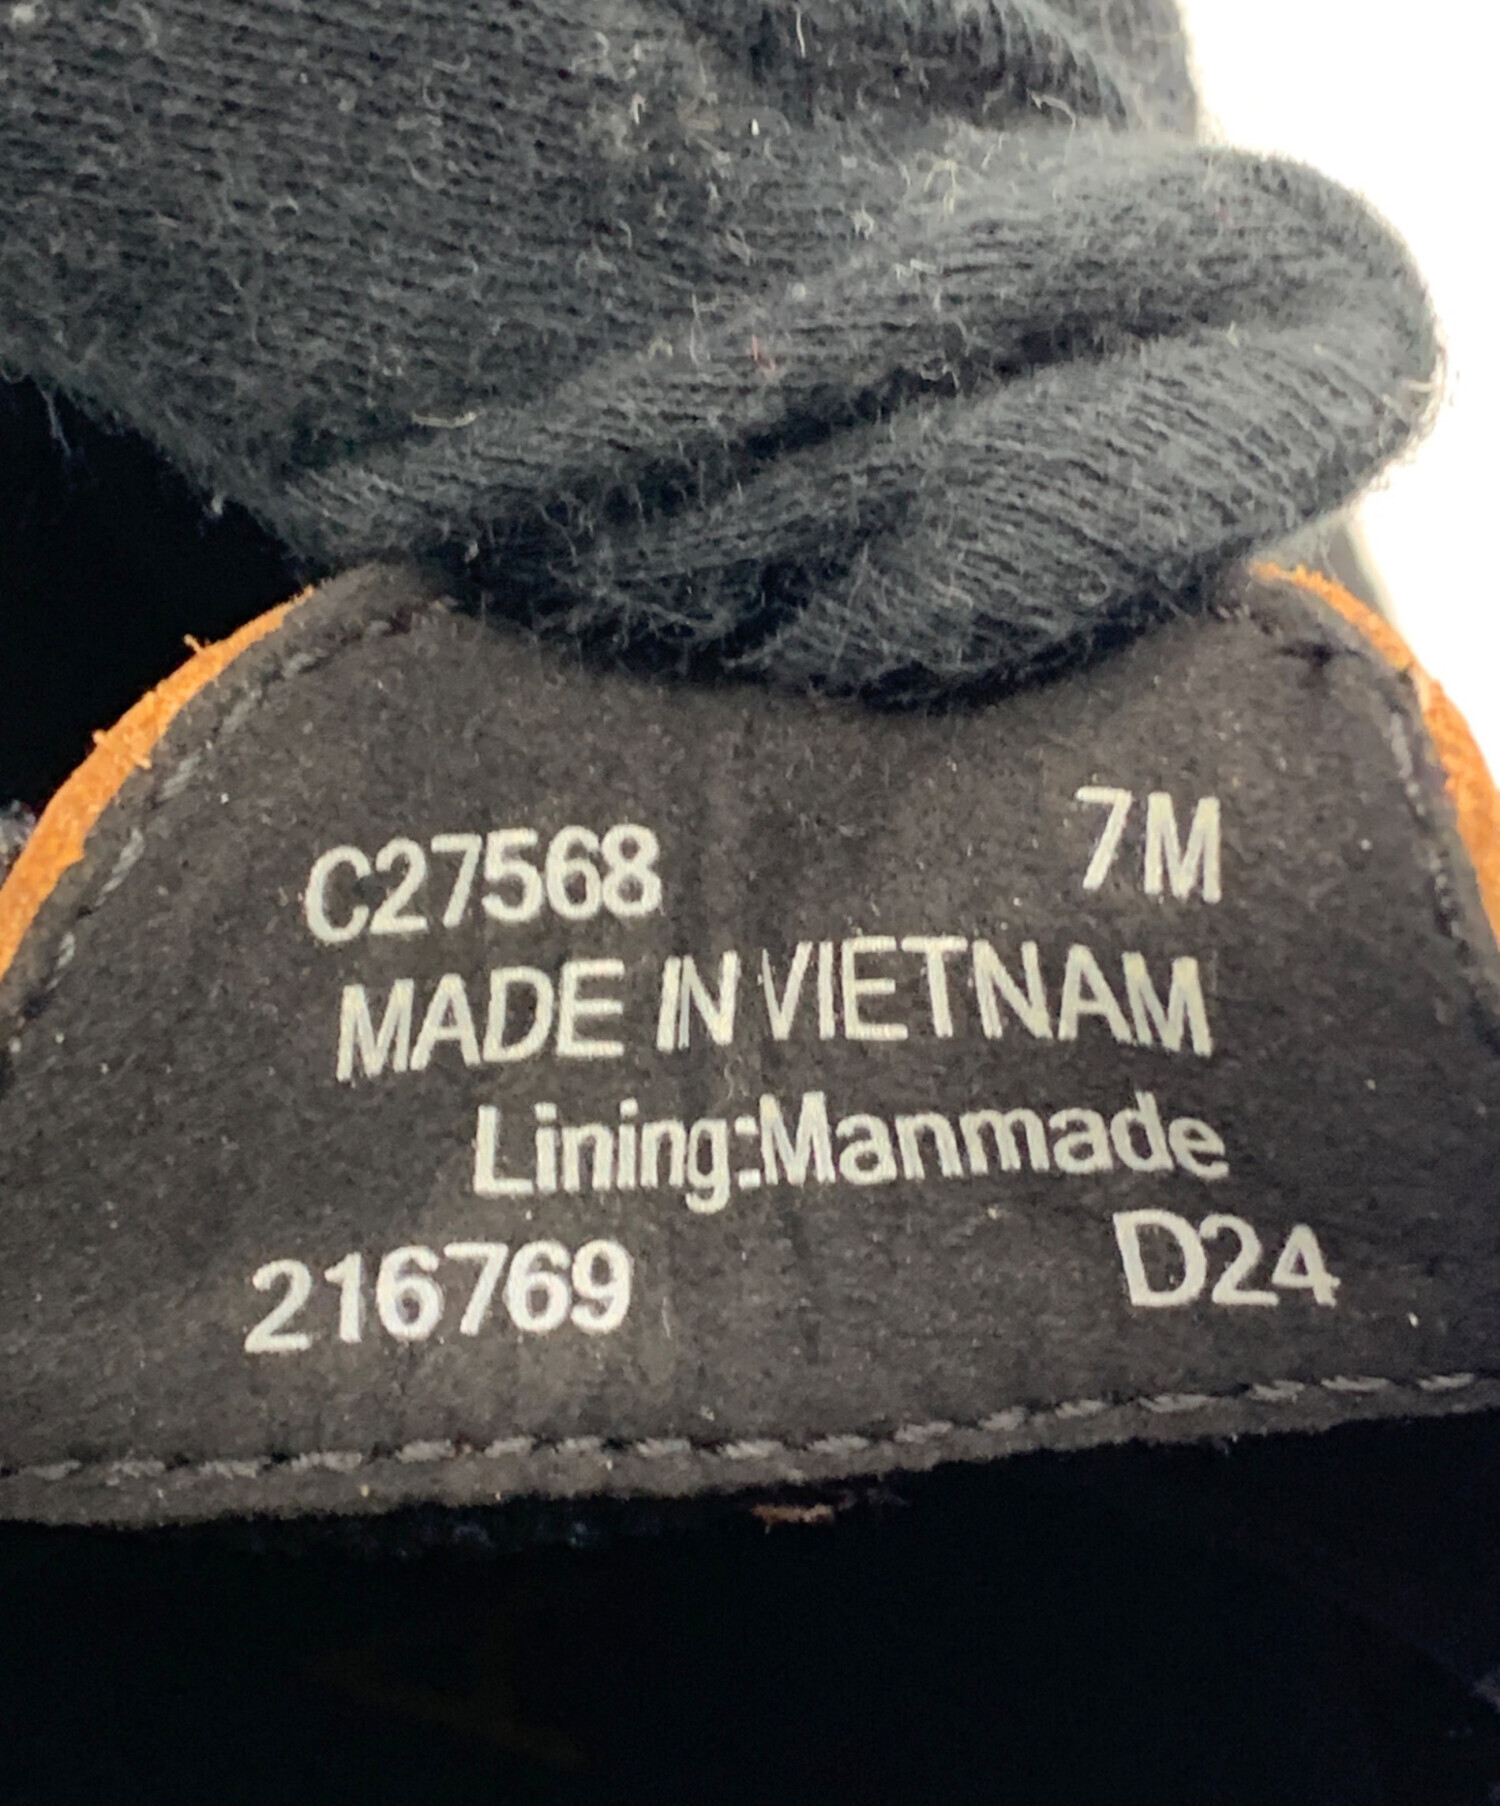 C27568 7M
MADE IN VIETNAM
Lining:Manmade
216769 D24